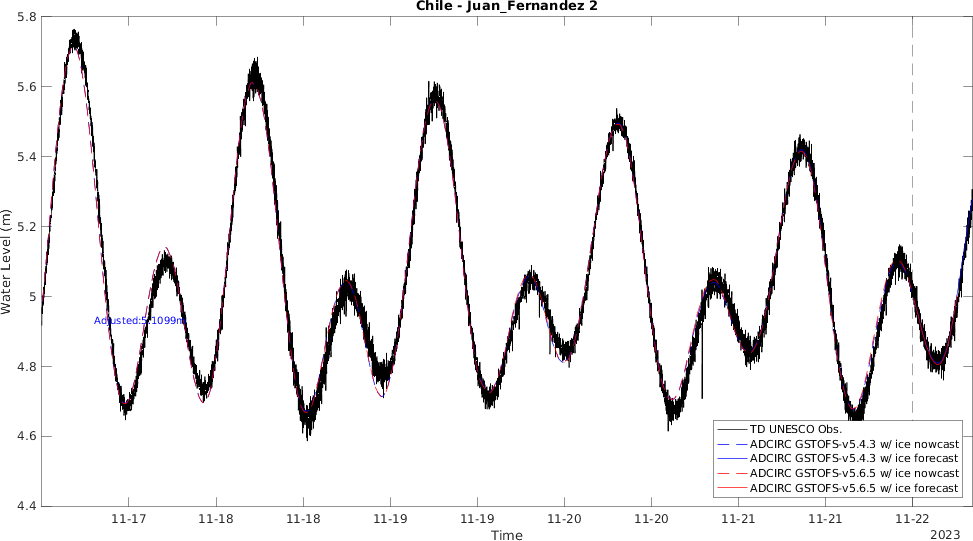 Chile - Juan_Fernandez 2
Water Level (m)
5.8
5.6
5.4
5.2
5
4.8
4.6
4.4
Adjusted:5.1099m
TD UNESCO Obs.
ADCIRC GSTOFS-v5.4.3 w/ ice nowcast
ADCIRC GSTOFS-v5.4.3 w/ ice forecast
ADCIRC GSTOFS-v5.6.5 w/ ice nowcast
ADCIRC GSTOFS-v5.6.5 w/ ice forecast
11-17 11-18 11-18 11-19 11-19 11-20 11-20 11-21 11-21 11-22
Time
2023